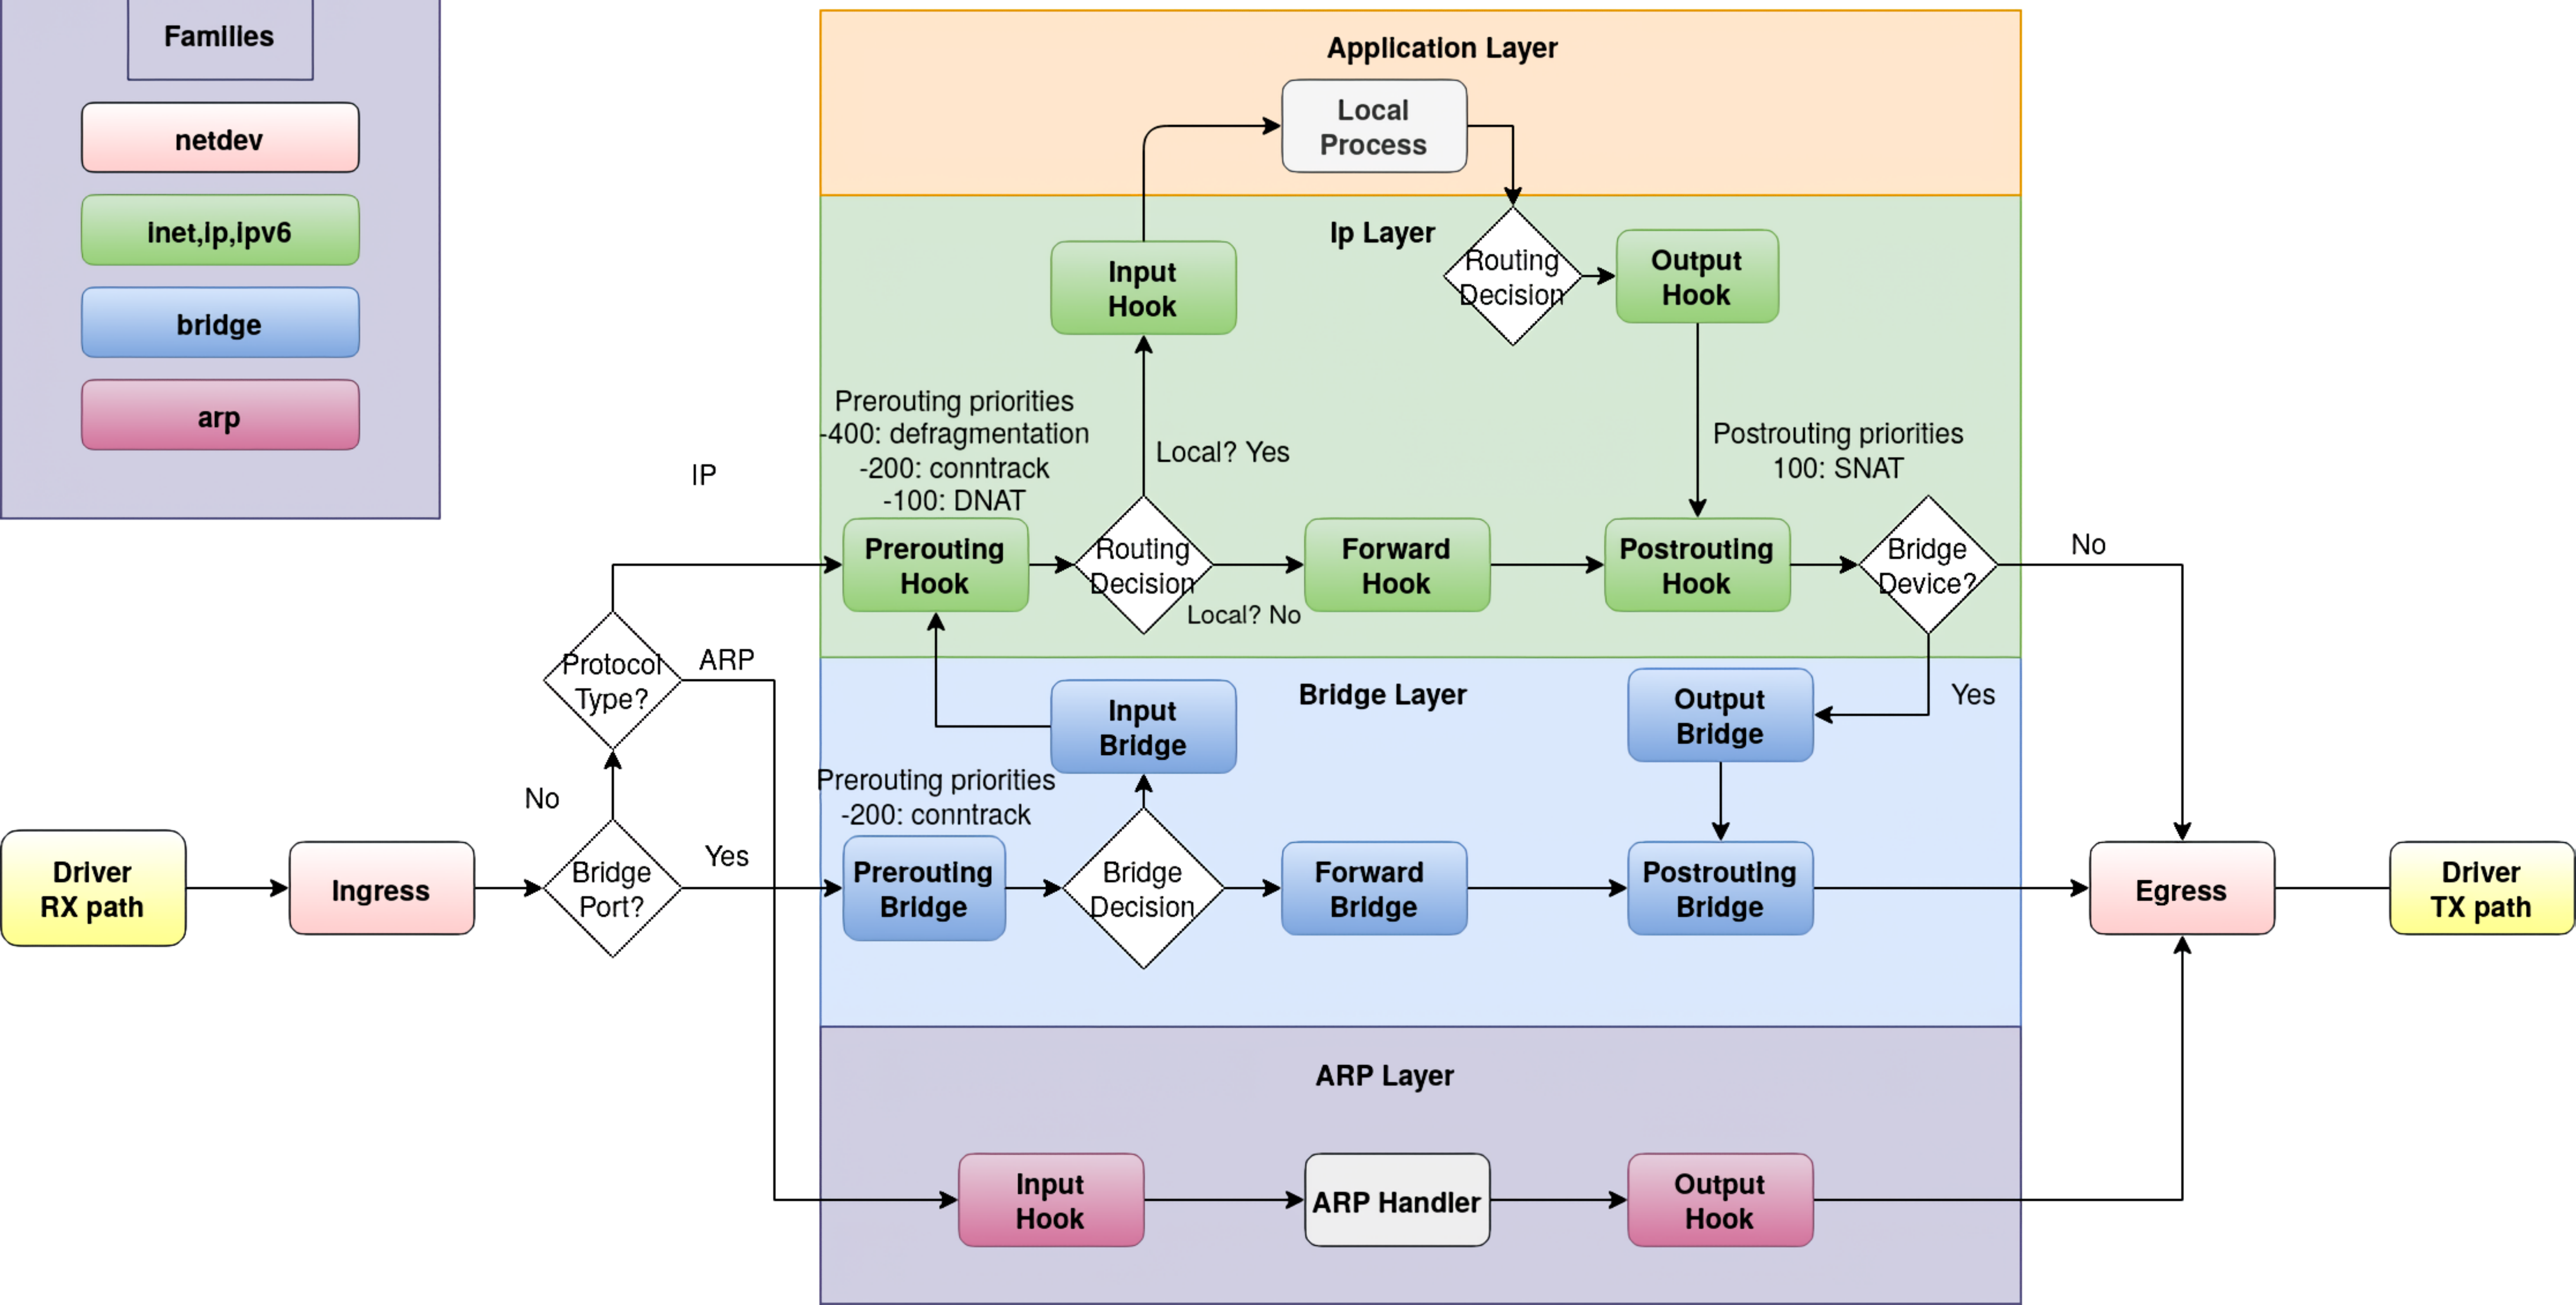 Families
netdev
inet,ip,ipv6
bridge
arp
Application Layer
Local
Process
Ip Layer
Input
Hook
Routing
Decision
Output
Hook
Prerouting priorities
-400: defragmentation
-200: conntrack
-100: DNAT
Local? Yes
Postrouting priorities
100: SNAT
IP
Prerouting
Hook
Routing
Decision
Local? No
Forward
Hook
Postrouting
Hook
Bridge
Device?
No
Yes
Protocol
Type?
ARP
No
Bridge Layer
Input
Bridge
Output
Bridge
Prerouting priorities
-200: conntrack
Driver
RX path
Ingress
Bridge
Port?
Yes
Prerouting
Bridge
Bridge
Decision
Forward
Bridge
Postrouting
Bridge
Egress
Driver
TX path
ARP Layer
Input
Hook
ARP Handler
Output
Hook